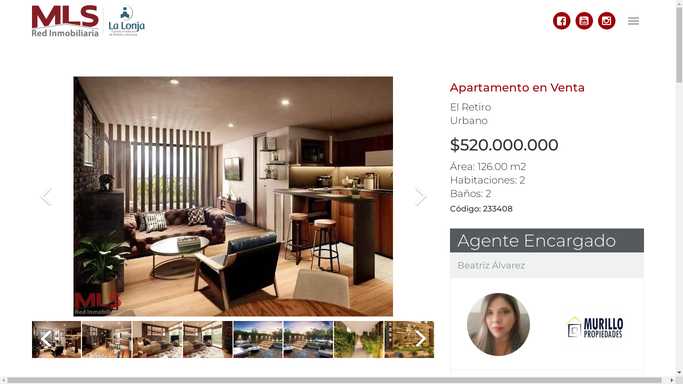 MLS
Red Inmobiliaria
La Lonja
Apartamento en Venta
El Retiro
Urbano
$520.000.000
Área: 126.00 m2
Habitaciones: 2
Baños: 2
Código: 233408
Agente Encargado
Beatriz Álvarez
MURILLO
PROPIEDADES
MLS
Red Inmobiliaria